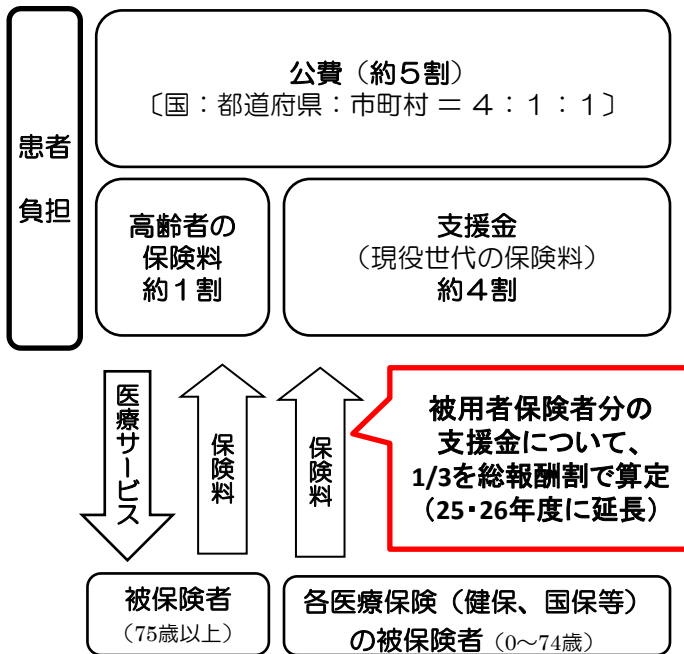 患者
負担
公費（約５割）
〔国：都道府県：市町村 ＝ ４：１：１〕
高齢者の
保険料
約１割
支援金
（現役世代の保険料）
約４割
医療サービス
保険料
保険料
被用者保険者分の
支援金について、
1/3を総報酬割で算定
（25・26年度に延長）
被保険者
（75歳以上）
各医療保険（健保、国保等）
の被保険者（0～74歳）